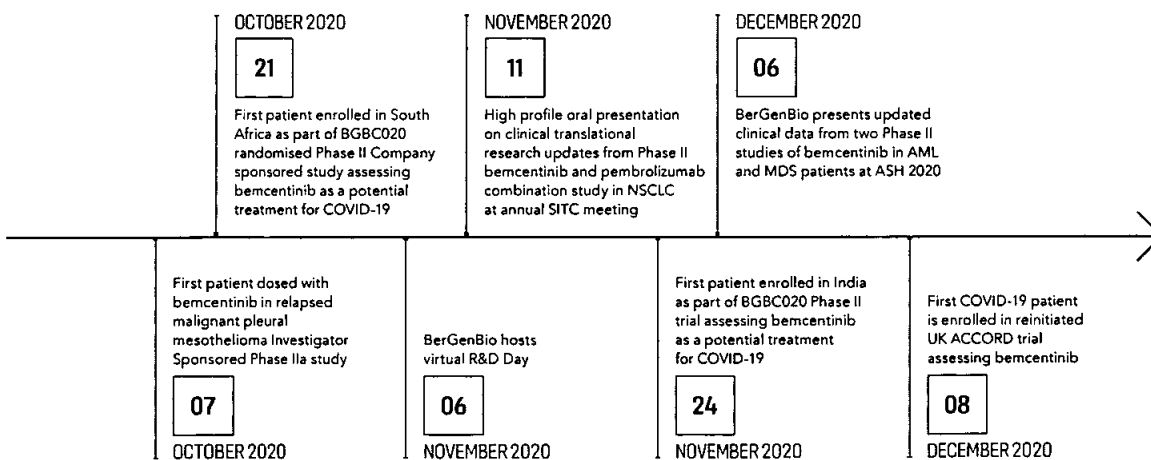 OCTOBER 2020
21
First patient enrolled in South
Africa as part of BGBC020
randomised Phase II Company
sponsored study assessing
bemcentinib as a potential
treatment for COVID-19
NOVEMBER 2020
11
High profile oral presentation
on clinical translational
research updates from Phase II
bemcentinib and pembrolizumab
combination study in NSCLC
at annual SITC meeting
DECEMBER 2020
06
BerGenBio presents updated
clinical data from two Phase II
studies of bemcentinib in AML
and MDS patients at ASH 2020
First patient dosed with
bemcentinib in relapsed
malignant pleural
mesothelioma Investigator
Sponsored Phase IIa study
07
OCTOBER 2020
BerGenBio hosts
virtual R&D Day
06
NOVEMBER 2020
First patient enrolled in India
as part of BGBC020 Phase II
trial assessing bemcentinib
as a potential treatment
for COVID-19
24
NOVEMBER 2020
First COVID-19 patient
is enrolled in reinitiated
UK ACCORD trial
assessing bemcentinib
08
DECEMBER 2020